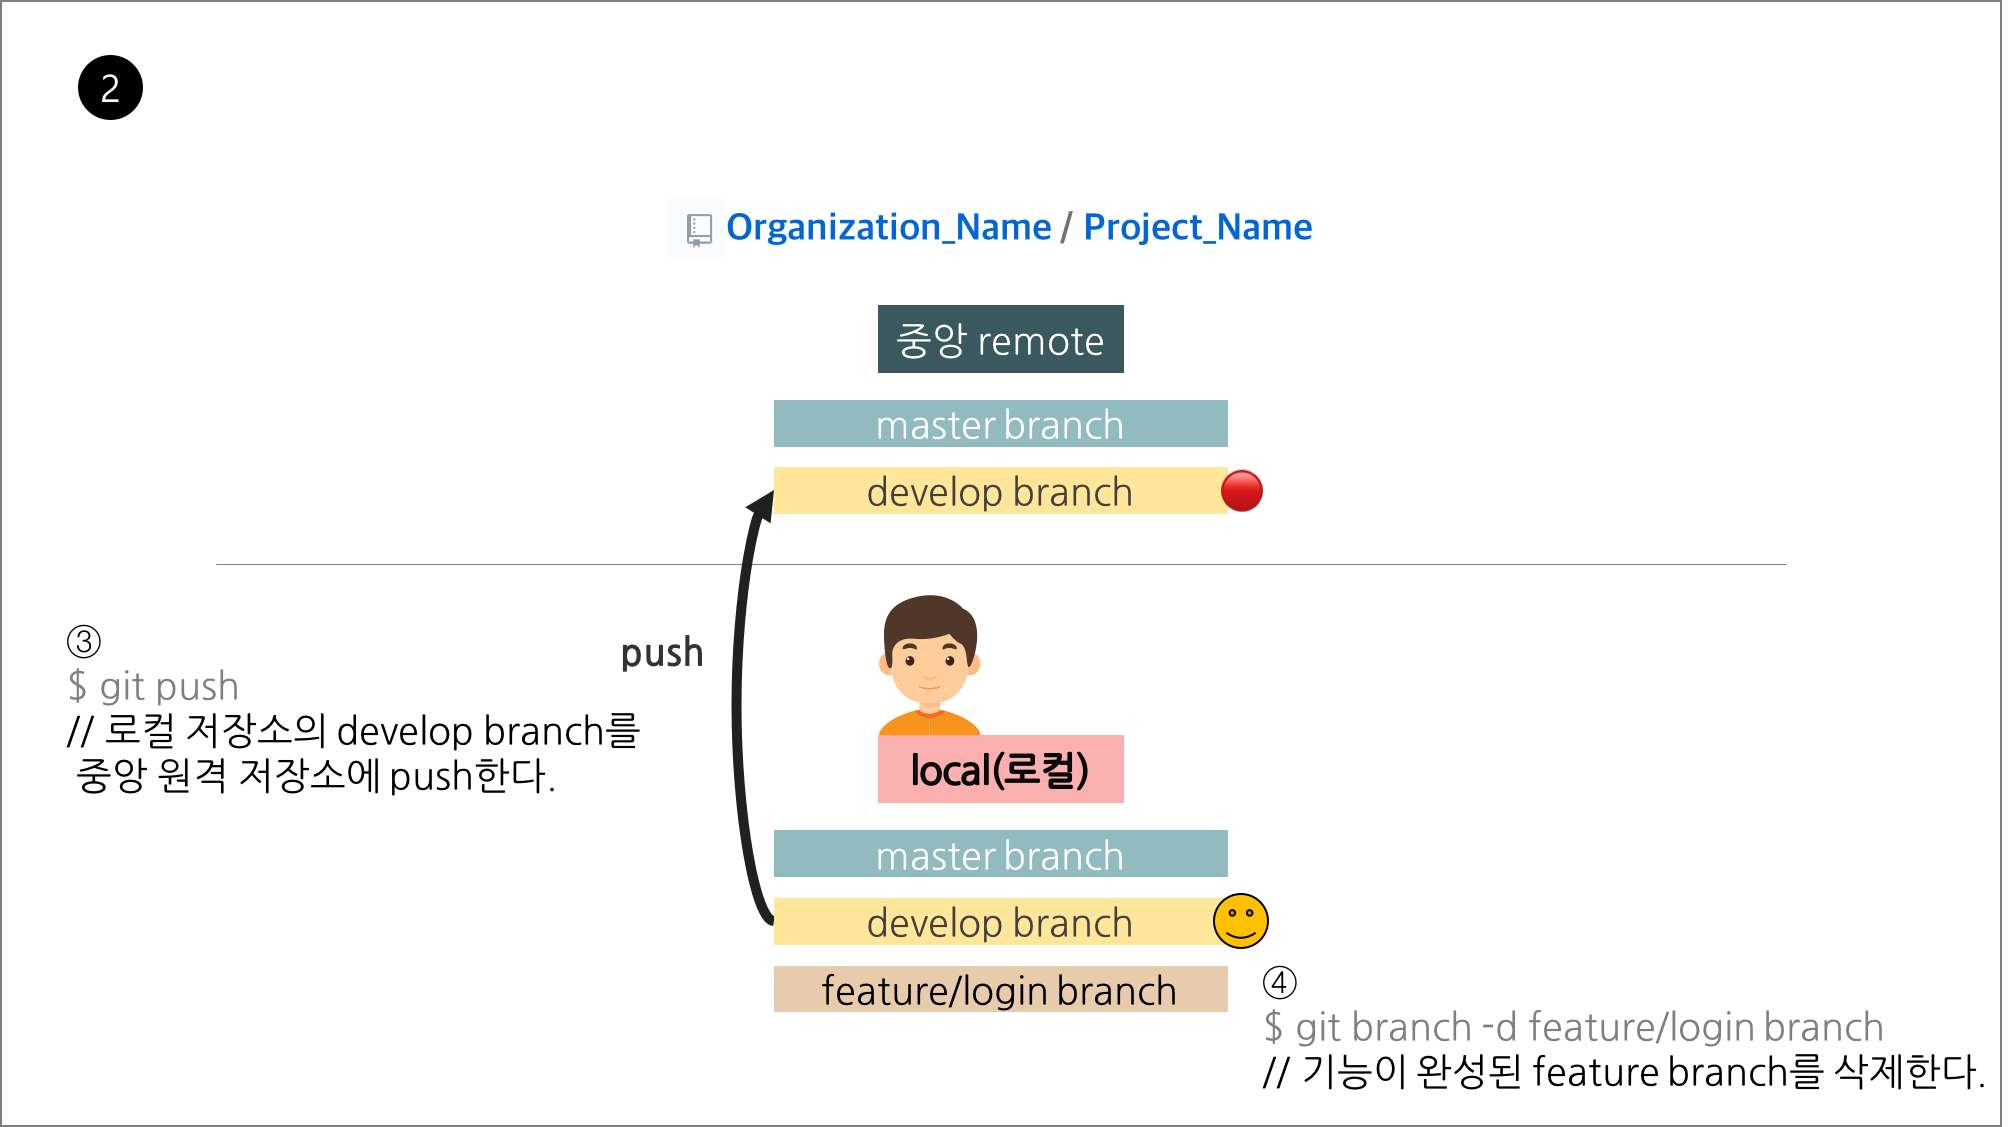 2
Organization_Name / Project_Name
중앙 remote
master branch
develop branch
push
③
$ git push
// 로컬 저장소의 develop branch를
중앙 원격 저장소에 push한다.
local(로컬)
master branch
develop branch
feature/login branch
④
$ git branch -d feature/login branch
// 기능이 완성된 feature branch를 삭제한다.